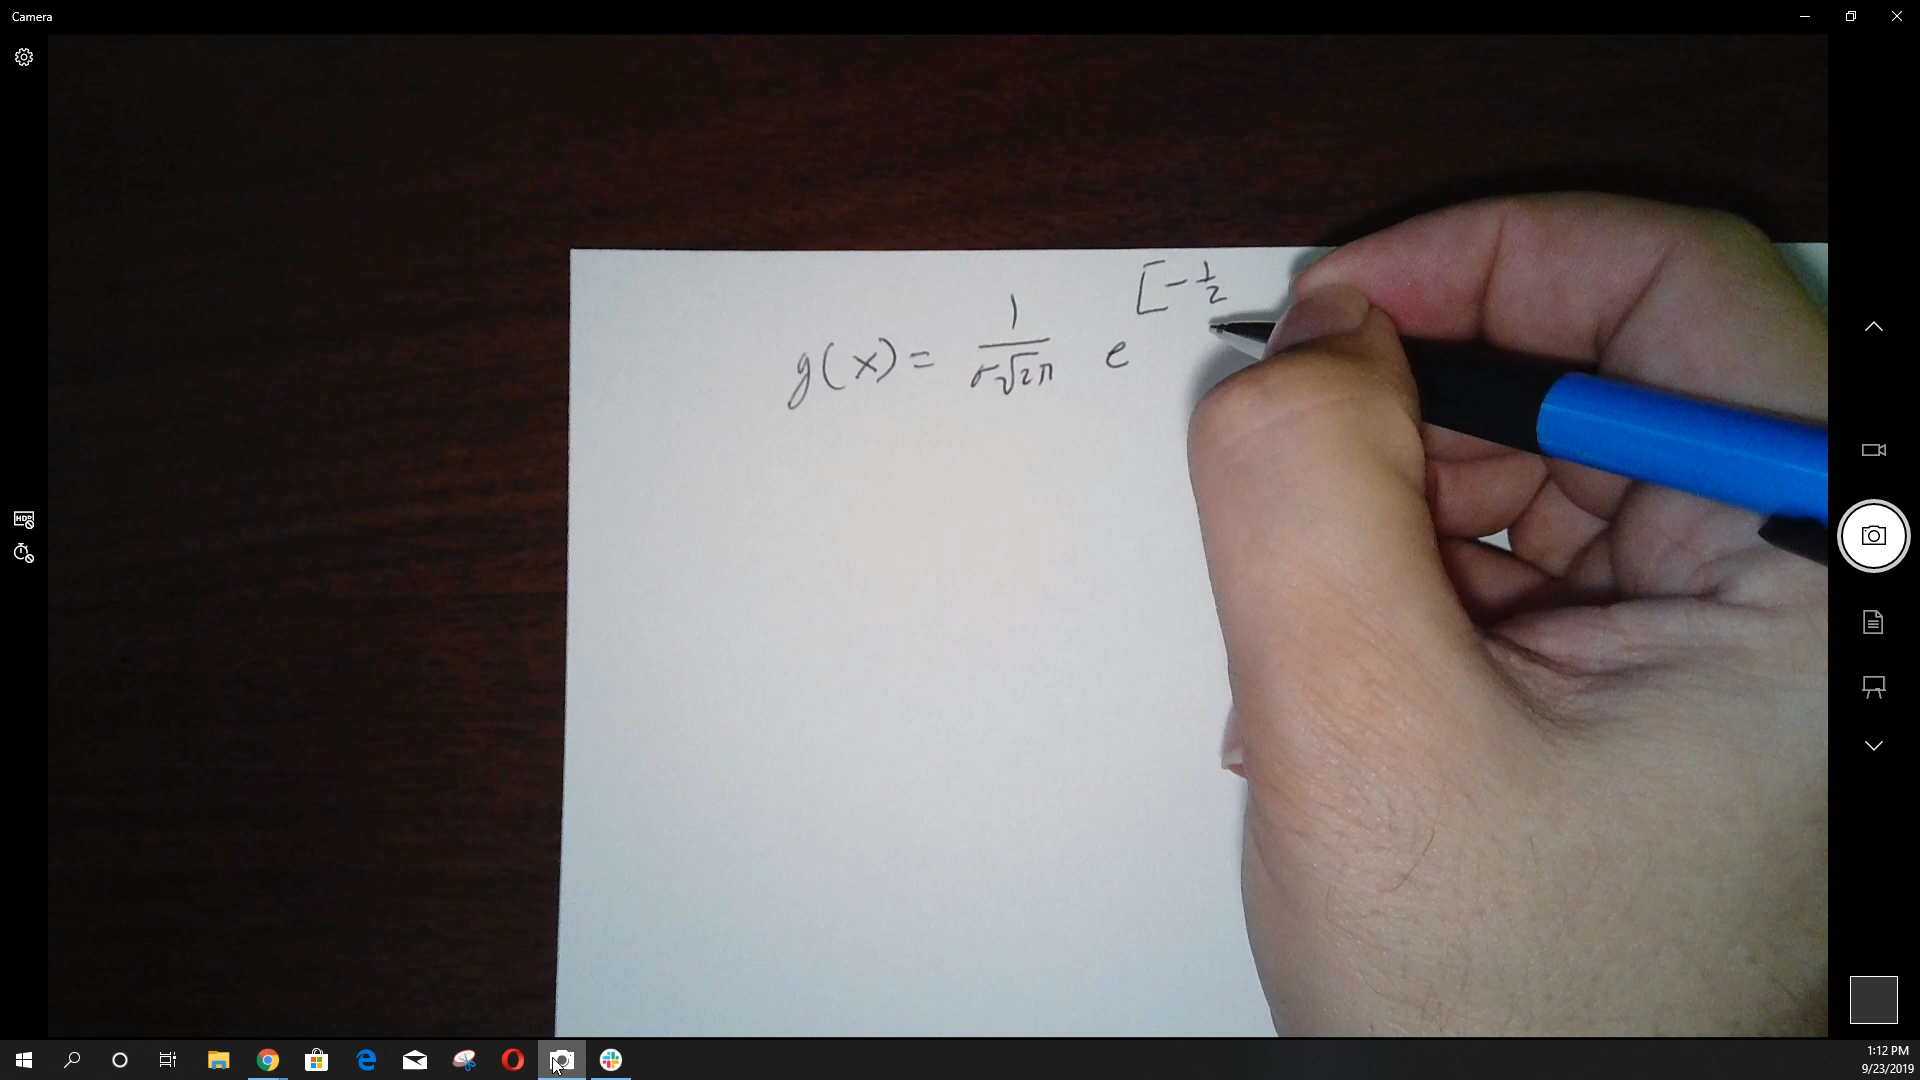 Camera
g(x) = 1/(σ√2π) e^[-1/2
1:12 PM
9/23/2019